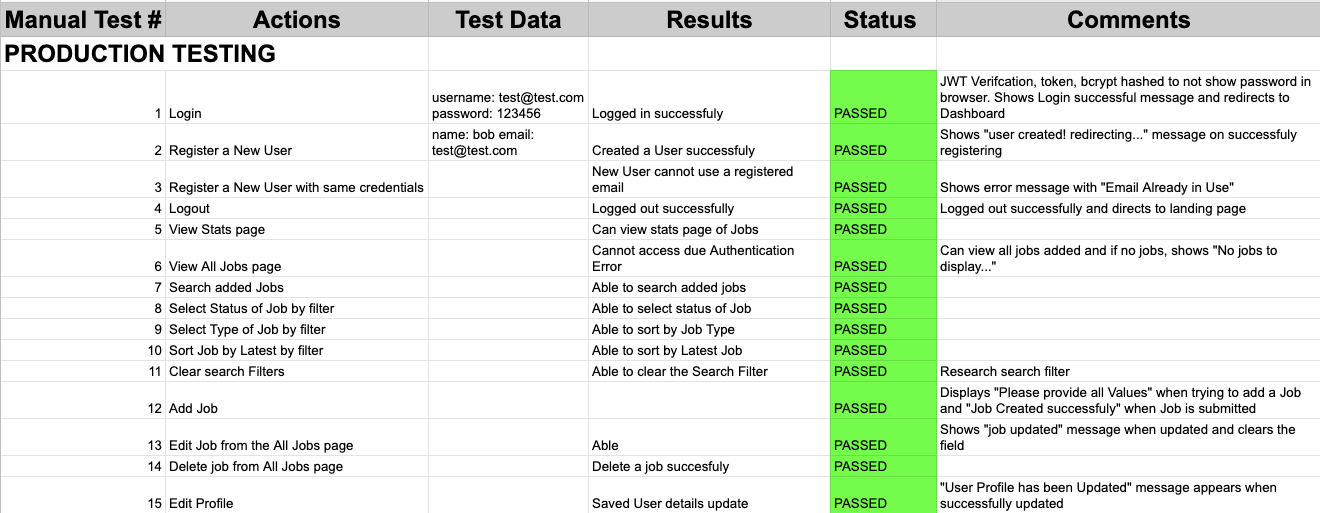 Manual Test # Actions Test Data Results Status Comments
PRODUCTION TESTING
JWT Verifcation, token, bcrypt hashed to not show password in
username: test@test.com browser. Shows Login successful message and redirects to
1 Login password: 123456 Logged in successfuly PASSED Dashboard
name: bob email: Shows "user created! redirecting..." message on successfuly
2 Register a New User test@test.com Created a User successfuly PASSED registering
New User cannot use a registered
3 Register a New User with same credentials email PASSED Shows error message with "Email Already in Use"
4 Logout Logged out successfully PASSED Logged out successfully and directs to landing page
5 View Stats page Can view stats page of Jobs PASSED
Cannot access due Authentication Can view all jobs added and if no jobs, shows "No jobs to
6 View All Jobs page Error PASSED display..."
7 Search added Jobs Able to search added jobs PASSED
8 Select Status of Job by filter Able to select status of Job PASSED
9 Select Type of Job by filter Able to sort by Job Type PASSED
10 Sort Job by Latest by filter Able to sort by Latest Job PASSED
11 Clear search Filters Able to clear the Search Filter PASSED Research search filter
Displays "Please provide all Values" when trying to add a Job
12 Add Job PASSED and "Job Created successfuly" when Job is submitted
Shows "job updated" message when updated and clears the
13 Edit Job from the All Jobs page Able PASSED field
14 Delete job from All Jobs page Delete a job succesfuly PASSED
"User Profile has been Updated" message appears when
15 Edit Profile Saved User details update PASSED successfully updated